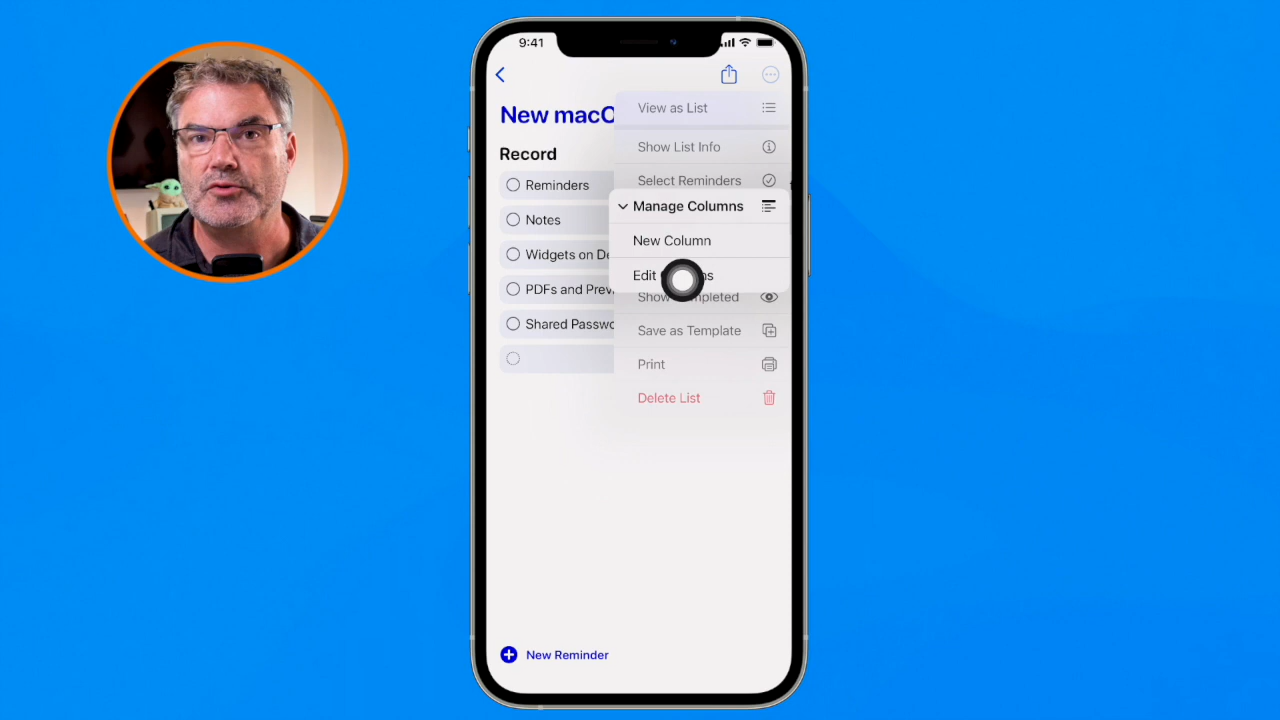 9:41
New macO
View as List
Record
Show List Info
Reminders
Select Reminders
Manage Columns
Notes
New Column
Widgets on De
Edit
PDFs and Prev
Show
Shared Passwo
Save as Template
Print
Delete List
New Reminder